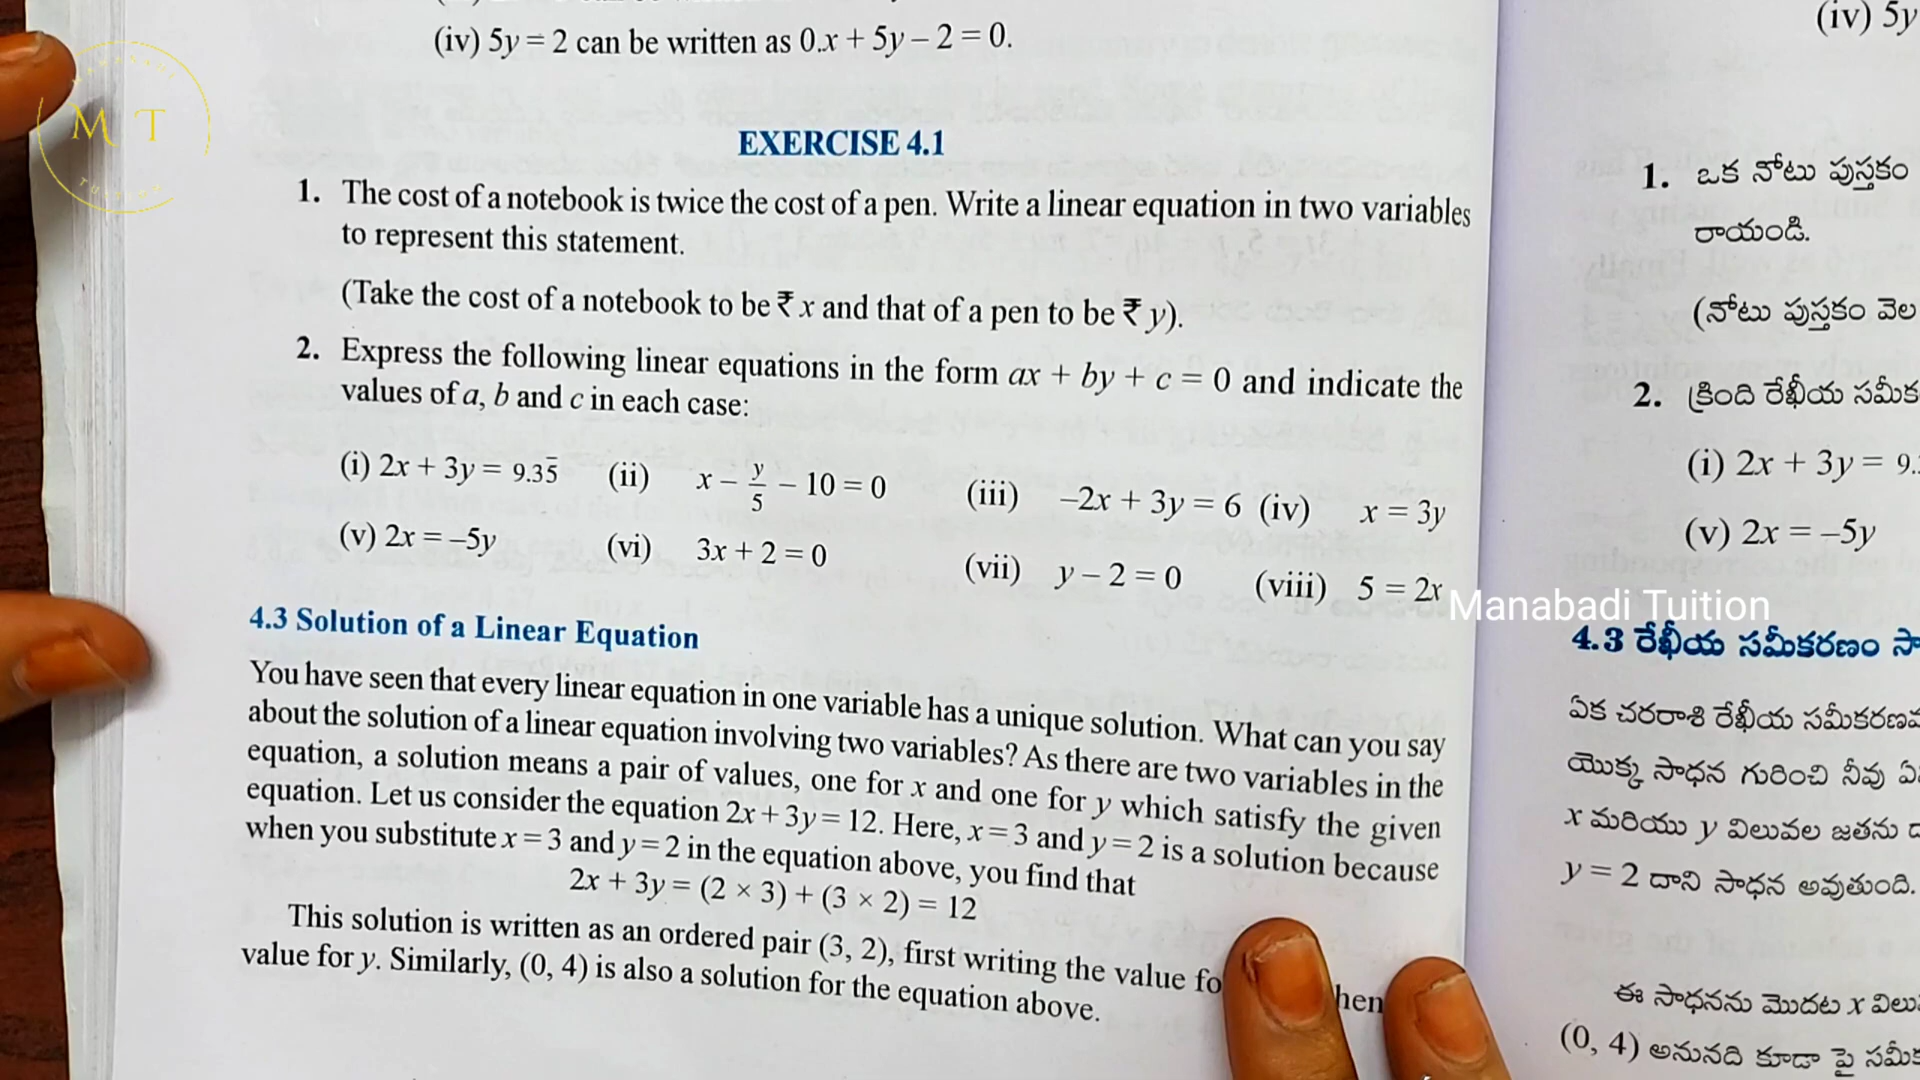 (iv) 5y = 2 can be written as 0.x + 5y – 2 = 0.
EXERCISE 4.1
1. The cost of a notebook is twice the cost of a pen. Write a linear equation in two variables
to represent this statement.
(Take the cost of a notebook to be ₹ x and that of a pen to be ₹ y).
2. Express the following linear equations in the form ax + by + c = 0 and indicate the
values of a, b and c in each case:
(i) 2x + 3y = 9.35̄ (ii) x – y/5 – 10 = 0 (iii) –2x + 3y = 6 (iv) x = 3y
(v) 2x = –5y (vi) 3x + 2 = 0 (vii) y – 2 = 0 (viii) 5 = 2x
4.3 Solution of a Linear Equation
You have seen that every linear equation in one variable has a unique solution. What can you say
about the solution of a linear equation involving two variables? As there are two variables in the
equation, a solution means a pair of values, one for x and one for y which satisfy the given
equation. Let us consider the equation 2x + 3y = 12. Here, x = 3 and y = 2 is a solution because
when you substitute x = 3 and y = 2 in the equation above, you find that
2x + 3y = (2 × 3) + (3 × 2) = 12
This solution is written as an ordered pair (3, 2), first writing the value
value for y. Similarly, (0, 4) is also a solution for the equation above.
(iv) 5y
1. ఒక నోటు పుస్తకం
రాయండి.
(నోటు పుస్తకం వెల
2. క్రింది రేఖీయ సమీక
(i) 2x + 3y = 9.
(v) 2x = –5y
4.3 రేఖీయ సమీకరణం సా
ఏక చరరాశి రేఖీయ సమీకరణ
యొక్క సాధన గురించి నీవు ఏ
x మరియు y విలువల జతను ద
y = 2 దాని సాధన అవుతుంది.
ఈ సాధనను మొదట x విలు
(0, 4) అనునది కూడా పై సమీక
M T
Manabadi Tuition